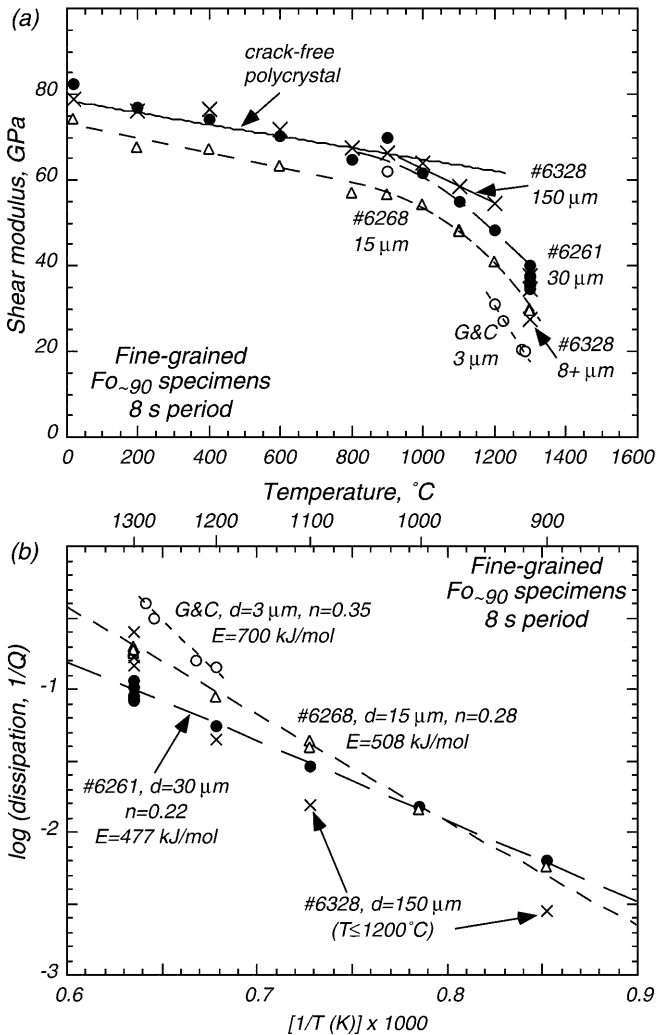 (a)
100
80
60
40
20
0
Shear modulus, GPa
crack-free
polycrystal
#6328
150 μm
#6268
15 μm
#6261
30 μm
G&C
3 μm
#6328
8+ μm
Fine-grained
Fo~90 specimens
8 s period
0 200 400 600 800 1000 1200 1400 1600
Temperature, °C
(b)
1300 1200 1100 1000 900
Fine-grained
Fo~90 specimens
8 s period
G&C, d=3 μm, n=0.35
E=700 kJ/mol
-1
-2
-3
log (dissipation, 1/Q)
#6268, d=15 μm, n=0.28
E=508 kJ/mol
#6261, d=30 μm
n=0.22
E=477 kJ/mol
#6328, d=150 μm
(T≤1200°C)
0.6 0.7 0.8 0.9
[1/T (K)] x 1000